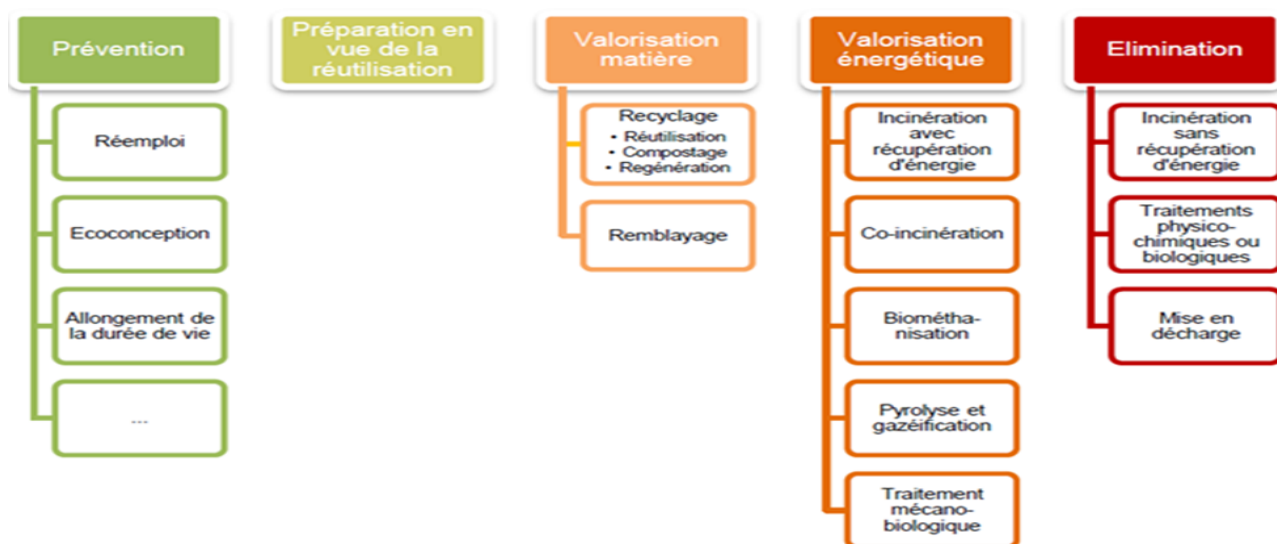 Prévention
Réemploi
Ecoconception
Allongement de
la durée de vie
...
Préparation en
vue de la
réutilisation
Valorisation
matière
Recyclage
• Réutilisation
• Compostage
• Regénération
Remblayage
Valorisation
énergétique
Incinération
avec
récupération
d'énergie
Co-incinération
Biométha-
nisation
Pyrolyse et
gazéification
Traitement
mécano-
biologique
Elimination
Incinération
sans
récupération
d'énergie
Traitements
physico-
chimiques ou
biologiques
Mise en
décharge